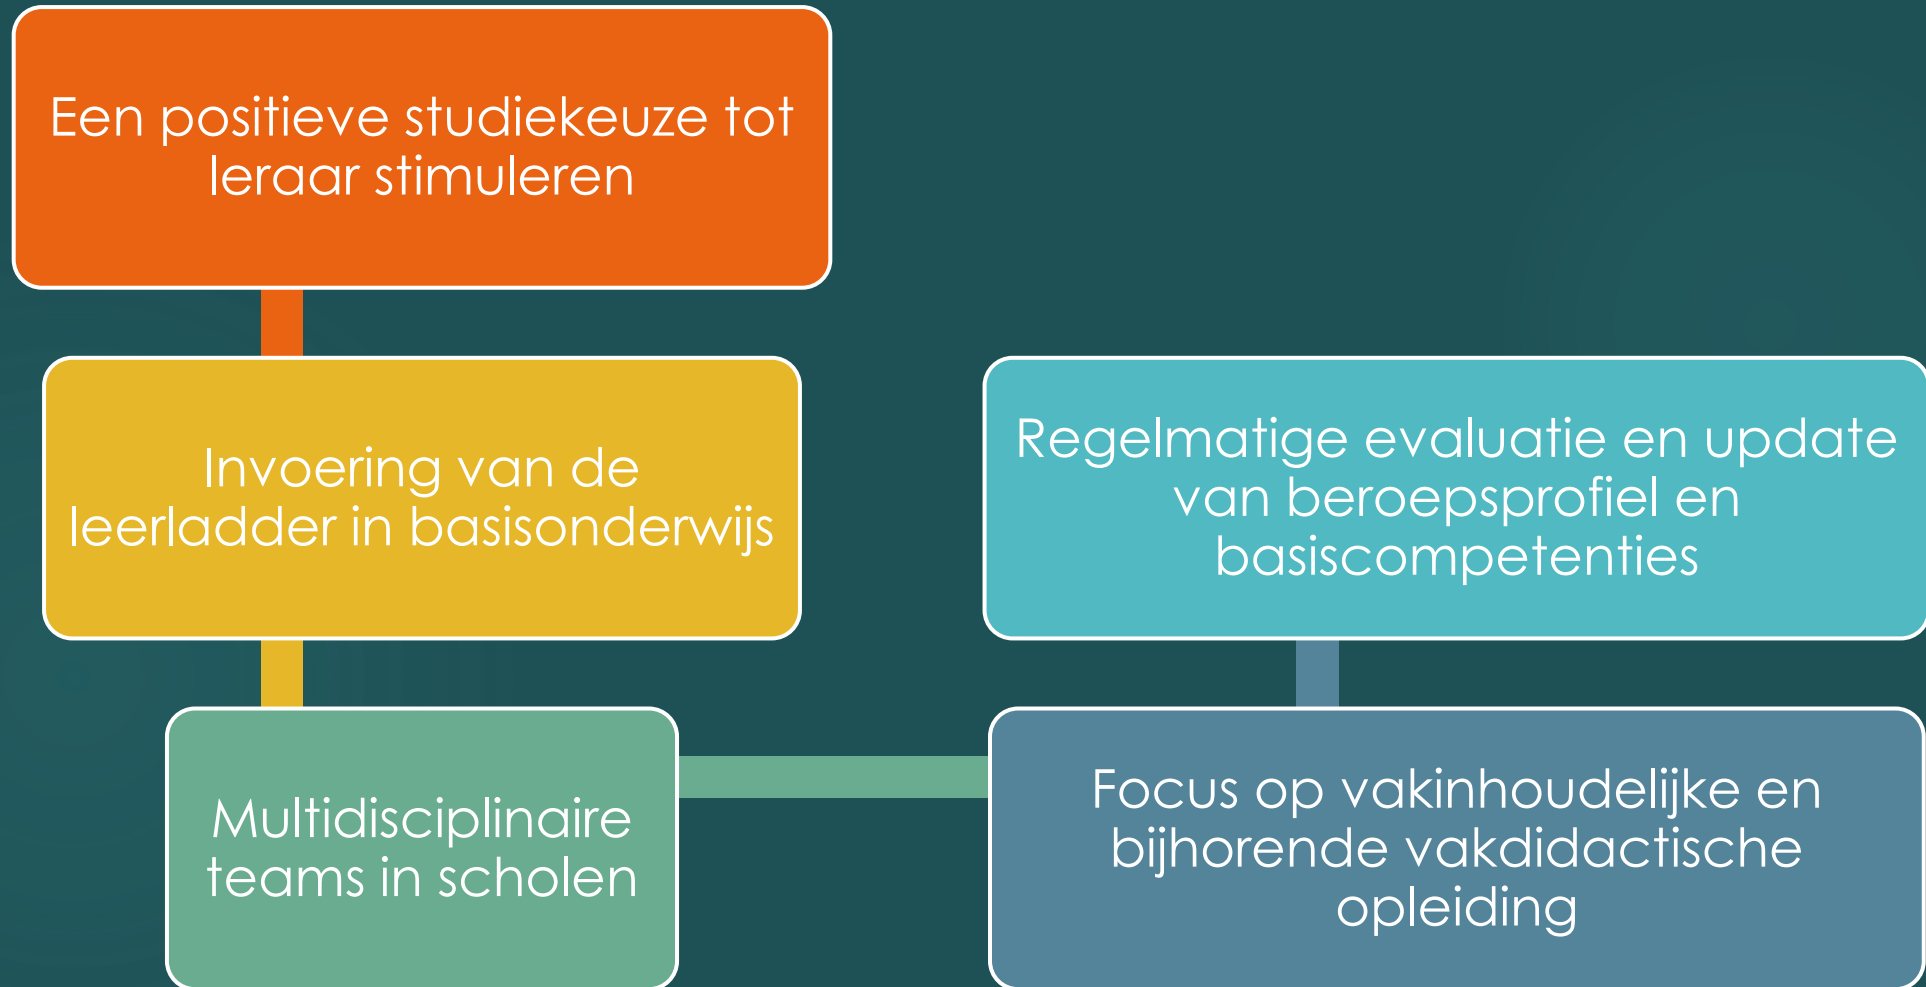 Een positieve studiekeuze tot
leraar stimuleren
Invoering van de
leerladder in basisonderwijs
Multidisciplinaire
teams in scholen
Focus op vakinhoudelijke en
bijhorende vakdidactische
opleiding
Regelmatige evaluatie en update
van beroepsprofiel en
basiscompetenties